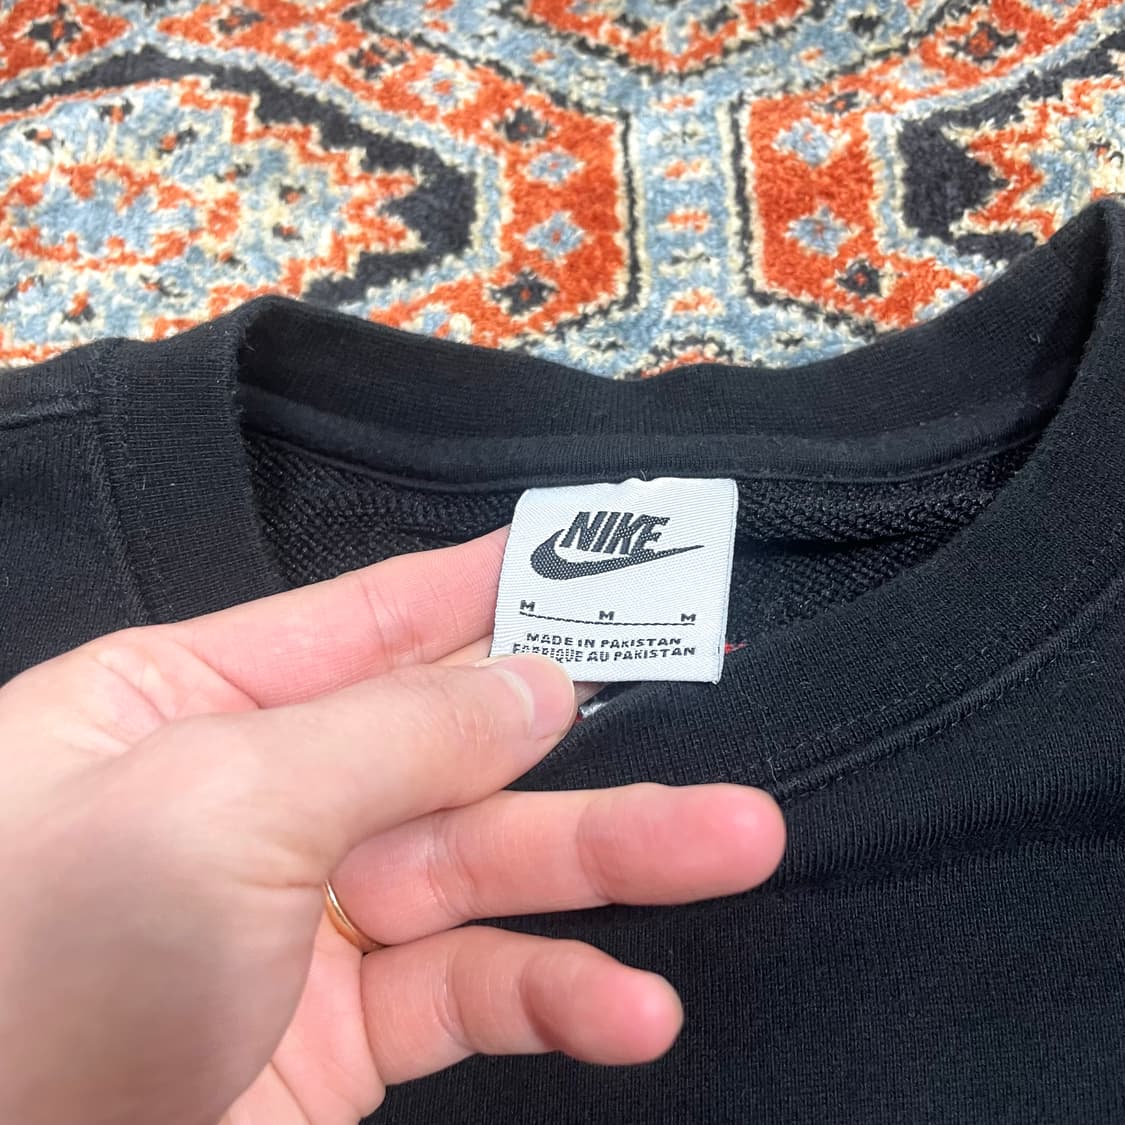 NIKE
M M M
MADE IN PAKISTAN
FABRIQUE AU PAKISTAN